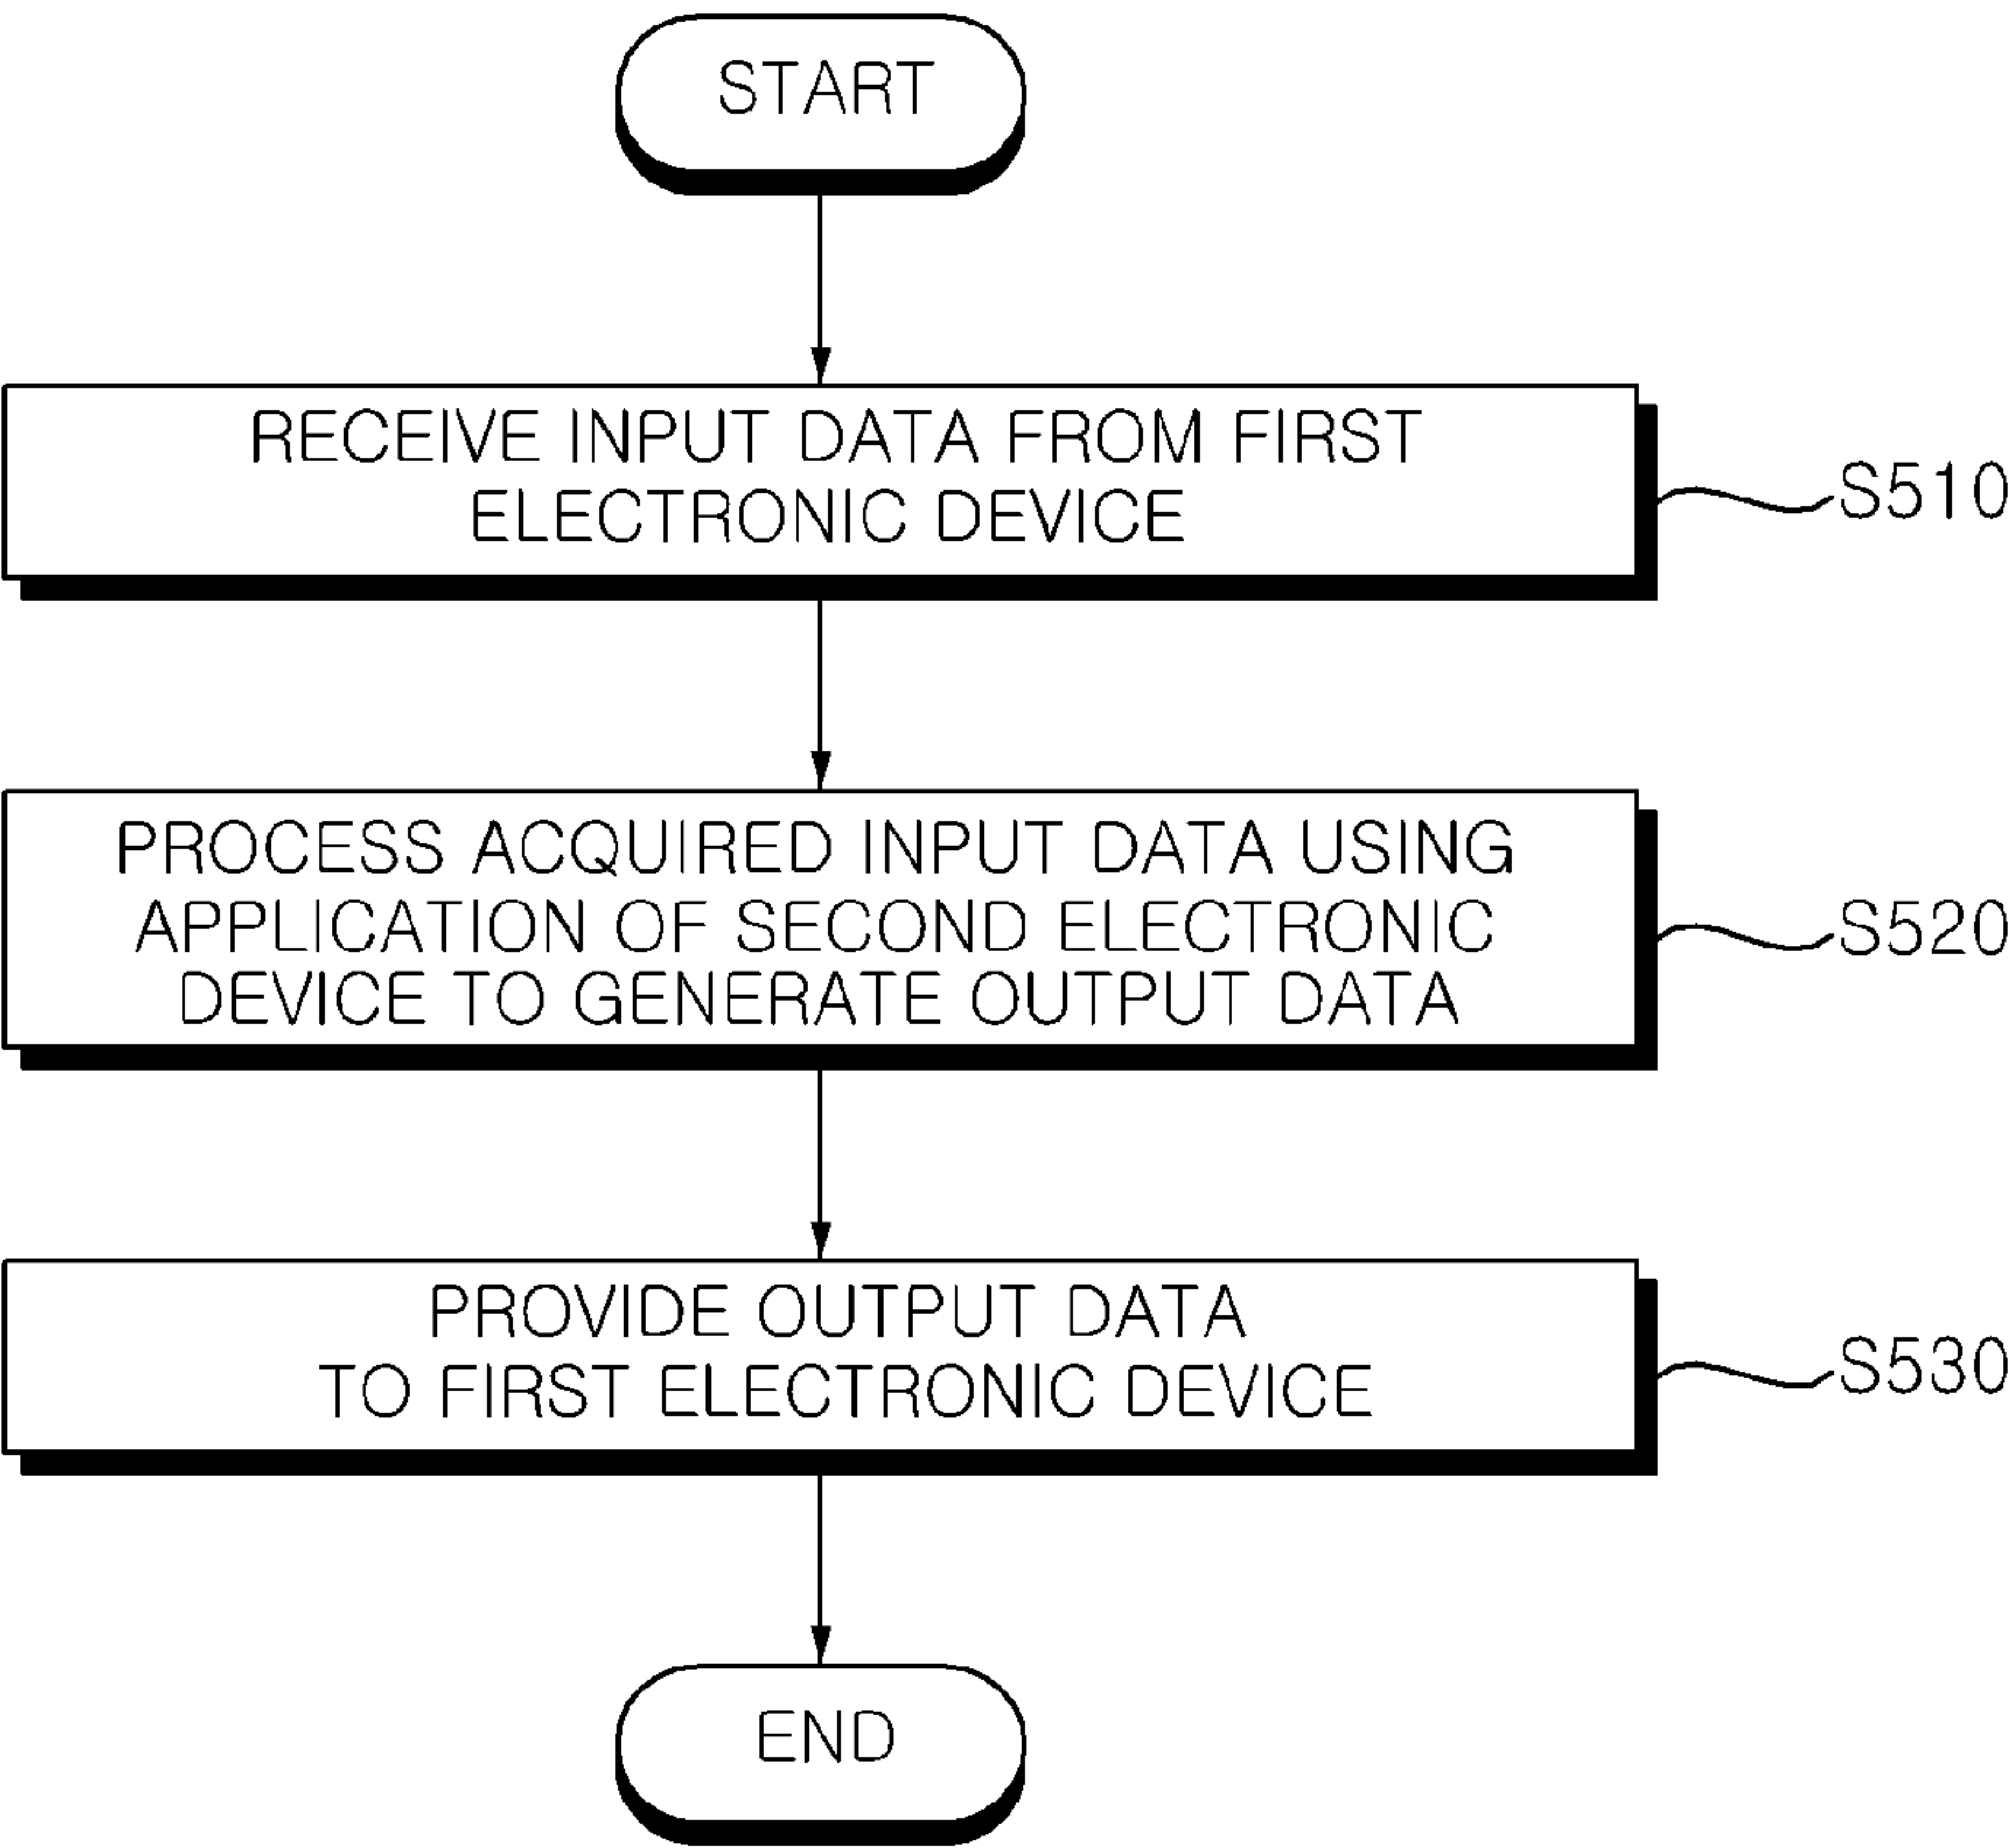 START
RECEIVE INPUT DATA FROM FIRST
ELECTRONIC DEVICE
S510
PROCESS ACQUIRED INPUT DATA USING
APPLICATION OF SECOND ELECTRONIC
DEVICE TO GENERATE OUTPUT DATA
S520
PROVIDE OUTPUT DATA
TO FIRST ELECTRONIC DEVICE
S530
END